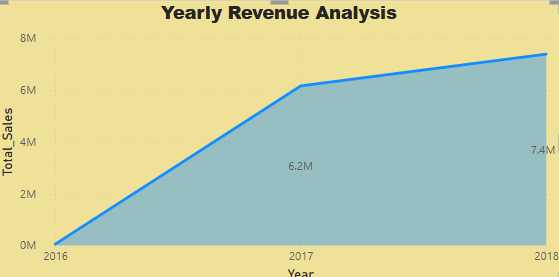 Yearly Revenue Analysis
8M
6M
4M
2M
0M
Total_Sales
6.2M
7.4M
2016
2017
2018
Year